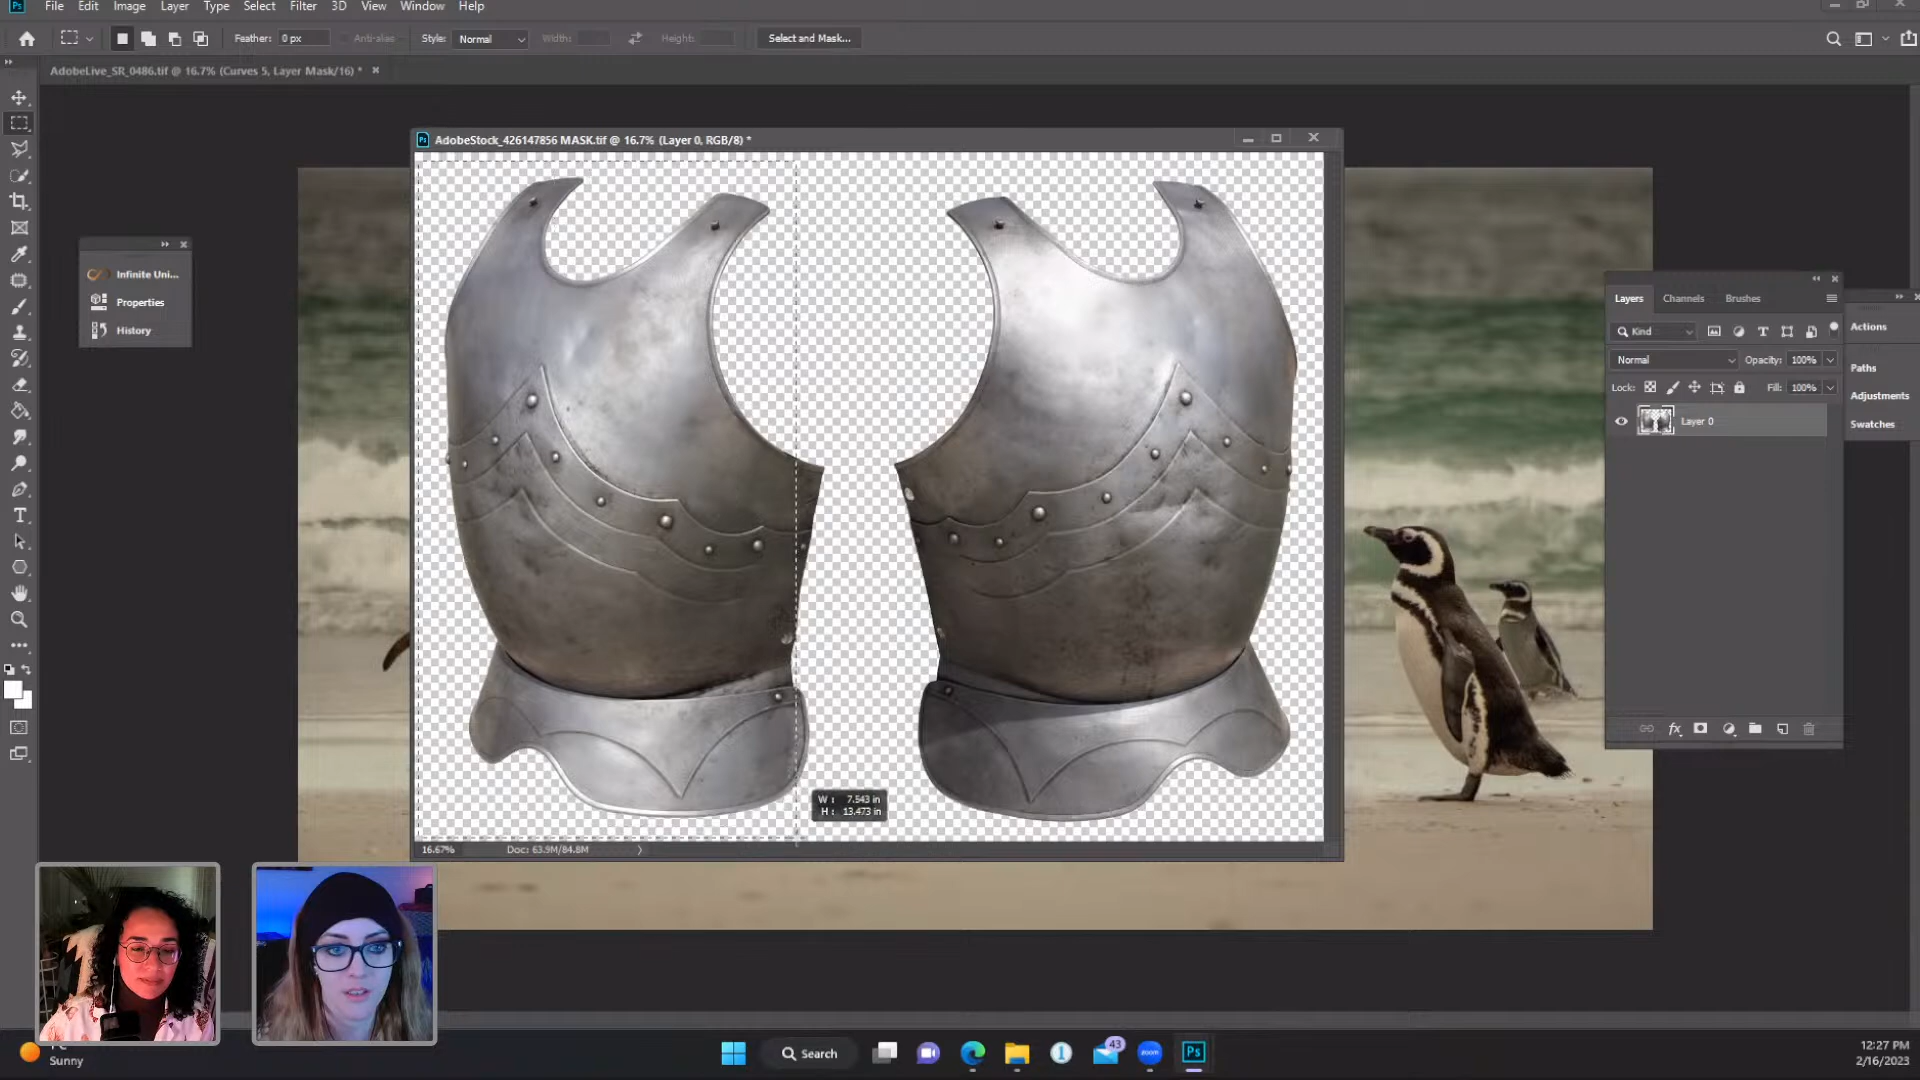 Ps File Edit Image Layer Type Select Filter 3D View Window Help
Feather: 0 px Anti-alias Style: Normal Width: Height: Select and Mask...
AdobeLive_SR_0486.tif @ 16.7% (Curves 5, Layer Mask/16) *
AdobeStock_426147856 MASK.tif @ 16.7% (Layer 0, RGB/8) *
Infinite Uni...
Properties
History
Layers Channels Brushes
Kind
Normal Opacity: 100%
Lock: Fill: 100%
Layer 0
Actions
Paths
Adjustments
Swatches
W: 7.543 in
H: 13.473 in
16.67% Doc: 63.9M/84.8M
Sunny
Search
43
zoom
Ps
12:27 PM
2/16/2023